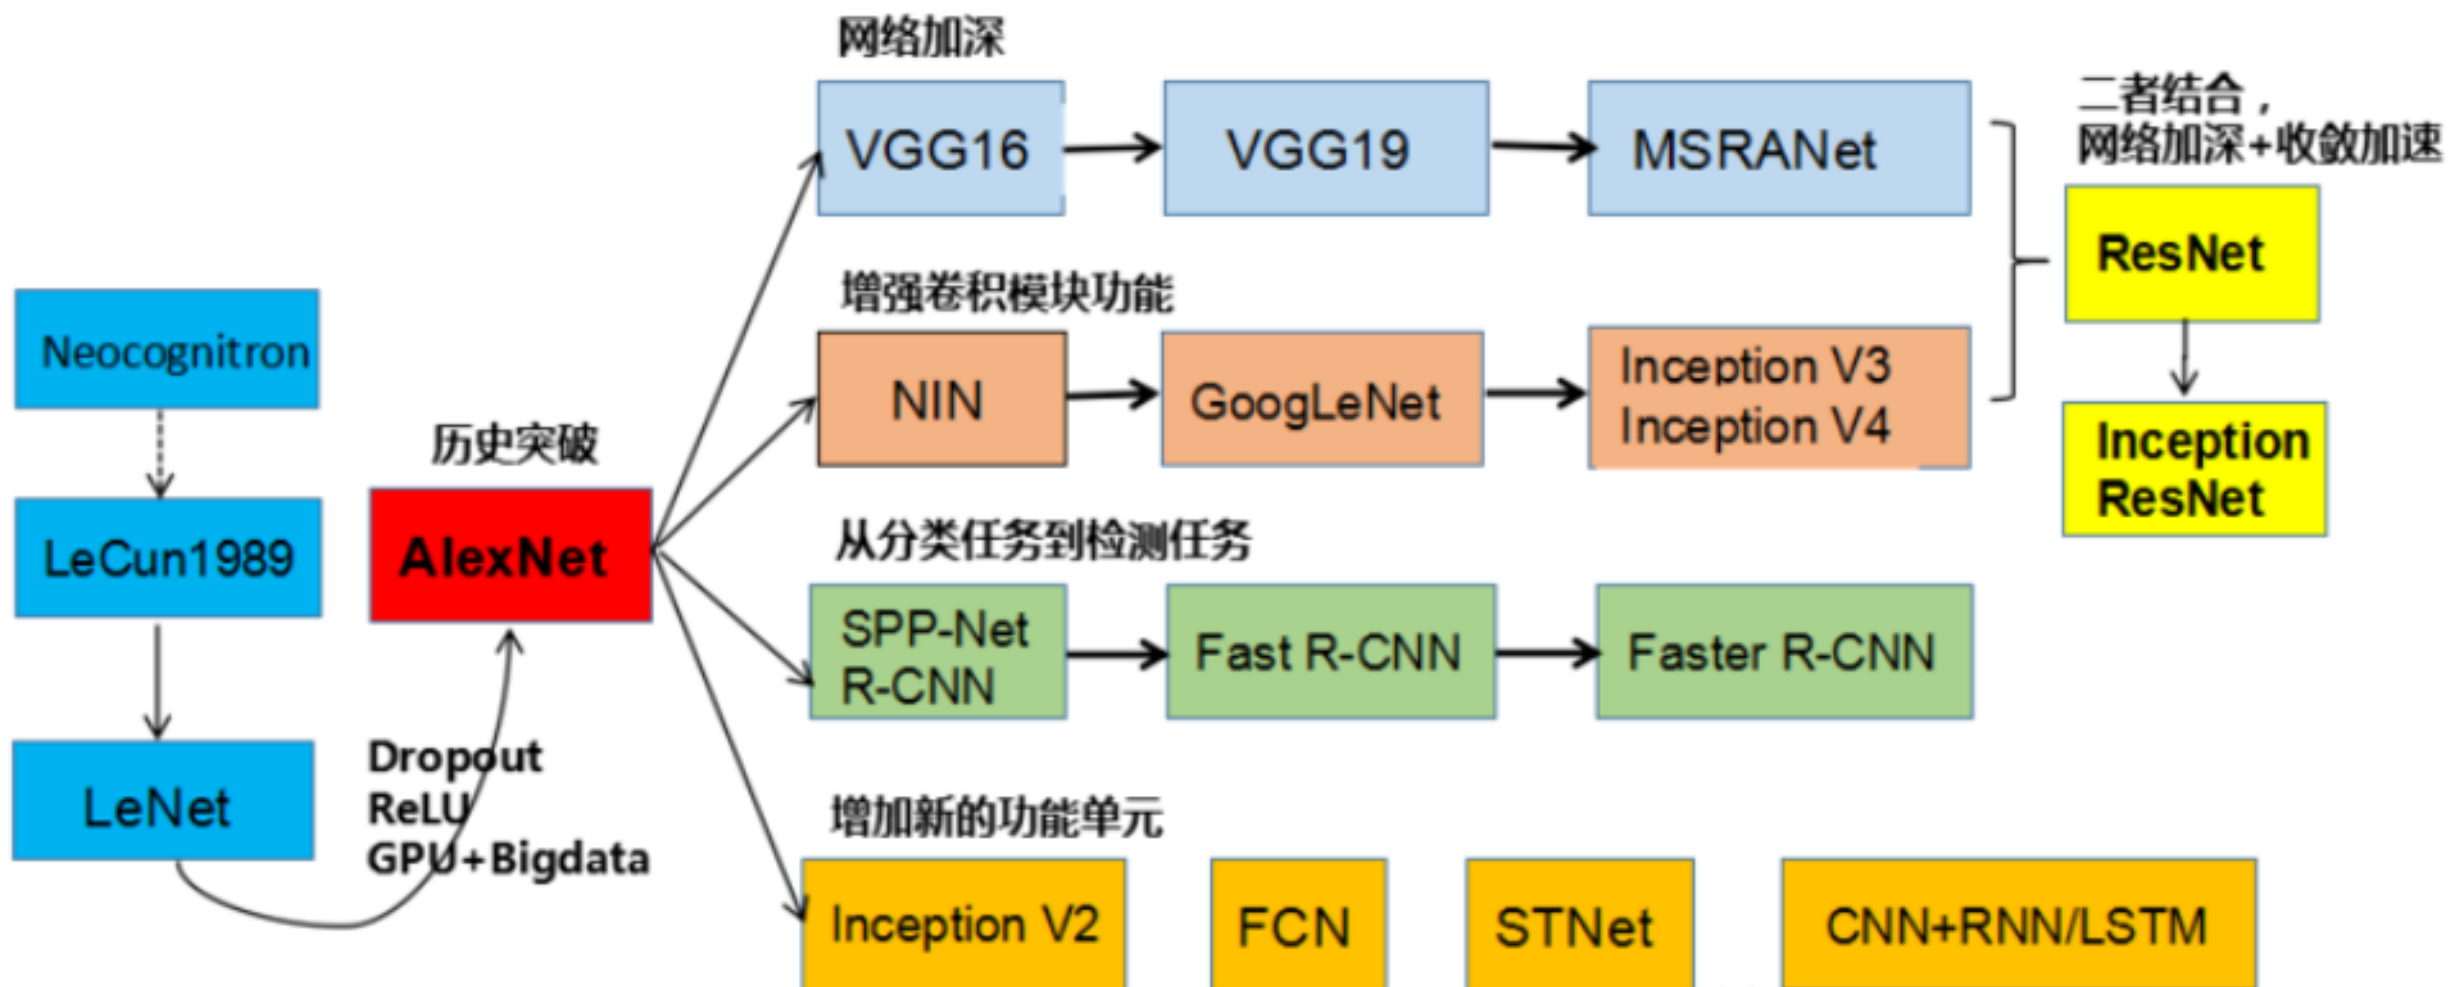 网络加深
VGG16
VGG19
MSRANet
二者结合，
网络加深+收敛加速
ResNet
Inception
ResNet
增强卷积模块功能
NIN
GoogLeNet
Inception V3
Inception V4
Neocognitron
LeCun1989
LeNet
历史突破
AlexNet
Dropout
ReLU
GPU+Bigdata
从分类任务到检测任务
SPP-Net
R-CNN
Fast R-CNN
Faster R-CNN
增加新的功能单元
Inception V2
FCN
STNet
CNN+RNN/LSTM